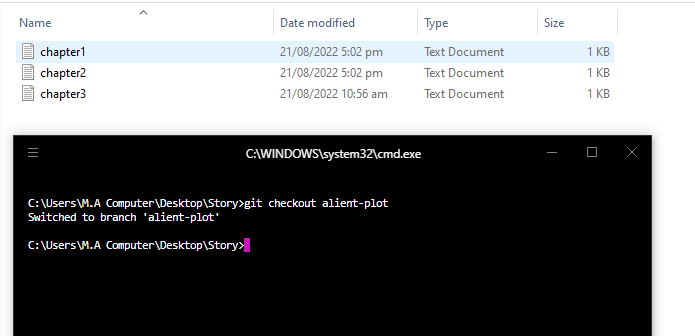 Name Date modified Type Size
chapter1 21/08/2022 5:02 pm Text Document 1 KB
chapter2 21/08/2022 5:02 pm Text Document 1 KB
chapter3 21/08/2022 10:56 am Text Document 1 KB
C:\WINDOWS\system32\cmd.exe
C:\Users\M.A Computer\Desktop\Story>git checkout alient-plot
Switched to branch 'alient-plot'
C:\Users\M.A Computer\Desktop\Story>